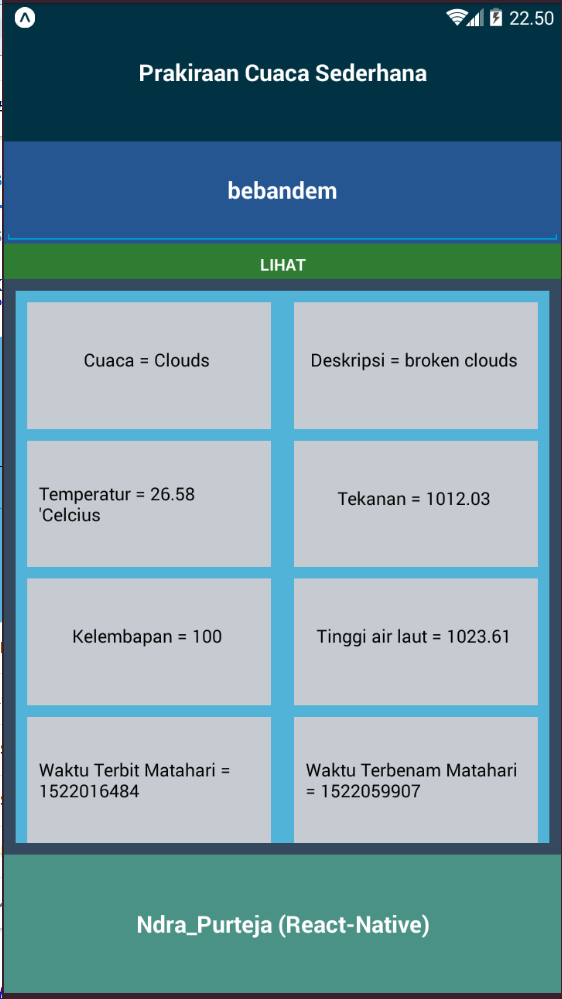 22.50
Prakiraan Cuaca Sederhana
bebandem
LIHAT
Cuaca = Clouds
Deskripsi = broken clouds
Temperatur = 26.58
'Celcius
Tekanan = 1012.03
Kelembapan = 100
Tinggi air laut = 1023.61
Waktu Terbit Matahari =
1522016484
Waktu Terbenam Matahari
= 1522059907
Ndra_Purteja (React-Native)